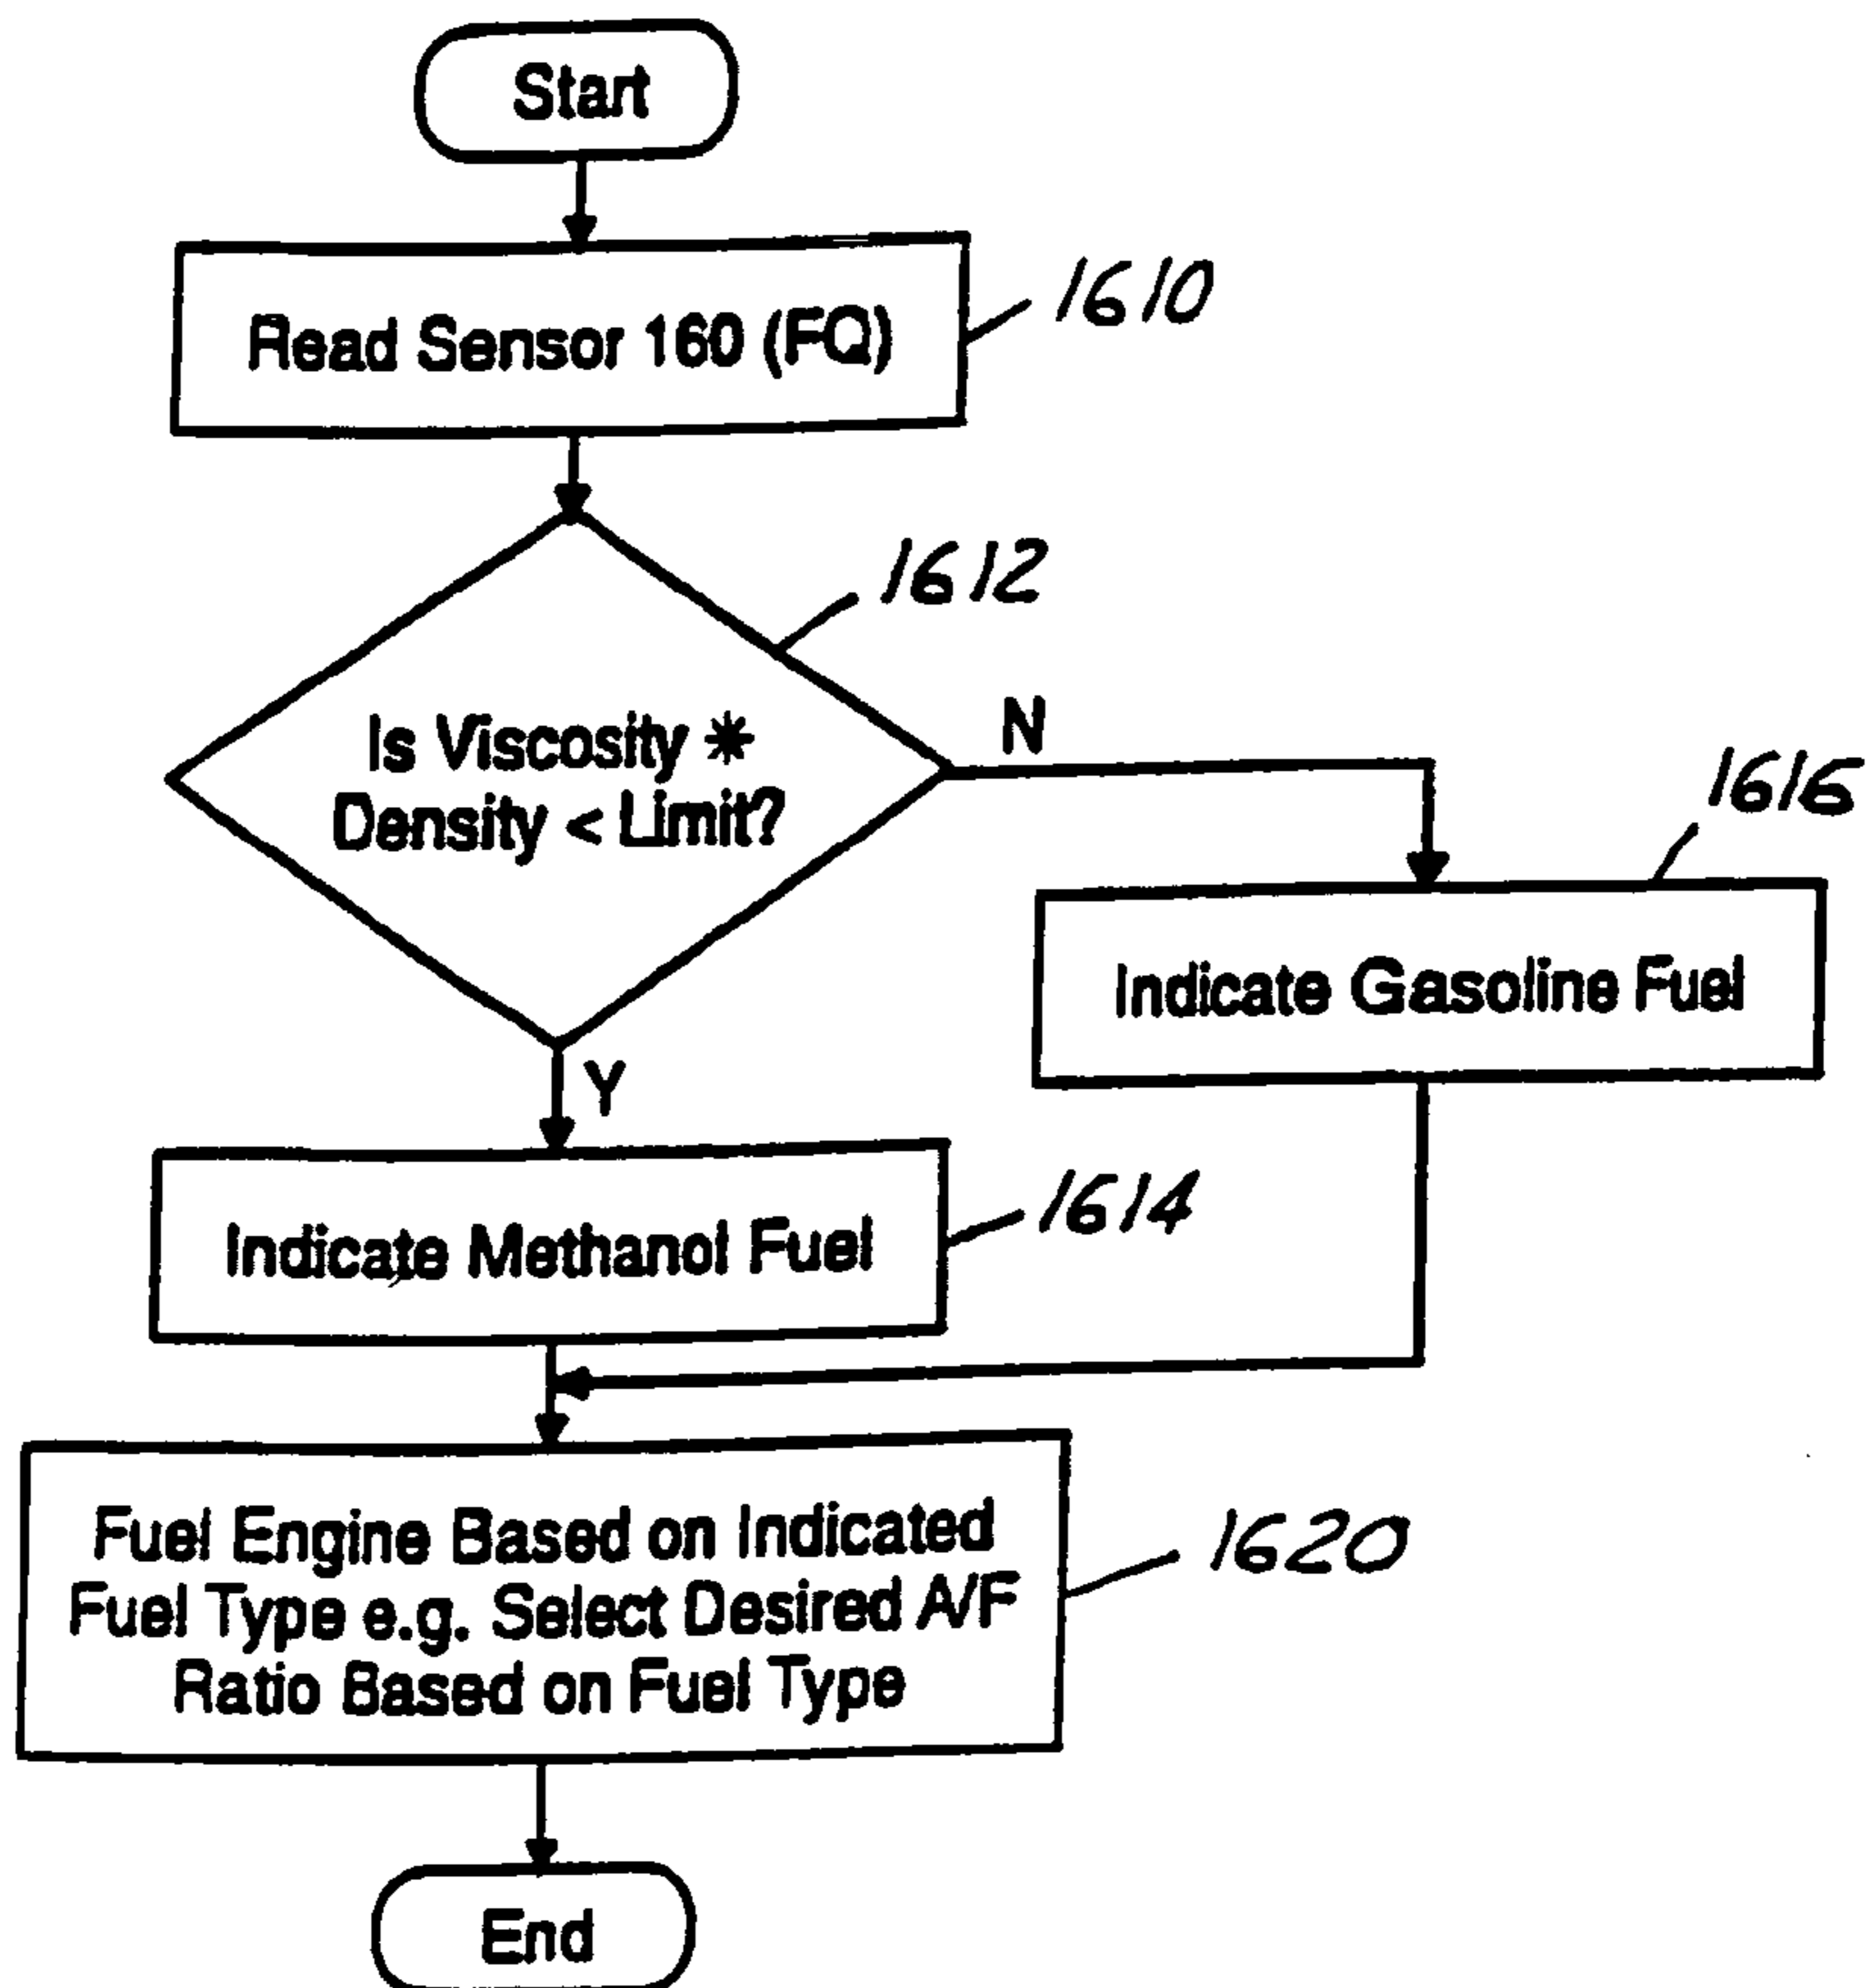 Start
Read Sensor 160 (FQ)
1610
1612
Is Viscosity *
Density < Limit?
N
1616
Indicate Gasoline Fuel
Y
Indicate Methanol Fuel
1614
Fuel Engine Based on Indicated
Fuel Type e.g. Select Desired A/F
Ratio Based on Fuel Type
1620
End